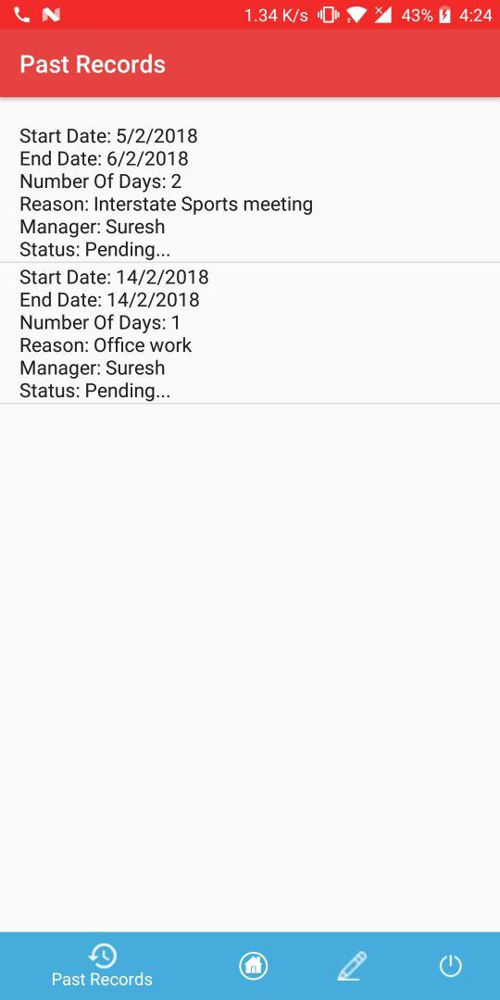 1.34 K/s 43% 4:24
Past Records
Start Date: 5/2/2018
End Date: 6/2/2018
Number Of Days: 2
Reason: Interstate Sports meeting
Manager: Suresh
Status: Pending...
Start Date: 14/2/2018
End Date: 14/2/2018
Number Of Days: 1
Reason: Office work
Manager: Suresh
Status: Pending...
Past Records